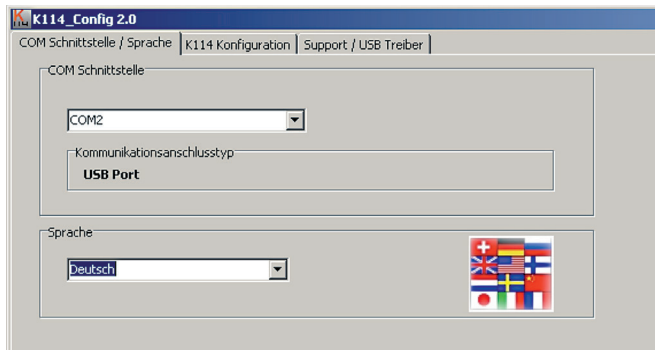 K114_Config 2.0
COM Schnittstelle / Sprache K114 Konfiguration Support / USB Treiber
COM Schnittstelle
COM2
Kommunikationsanschlusstyp
USB Port
Sprache
Deutsch